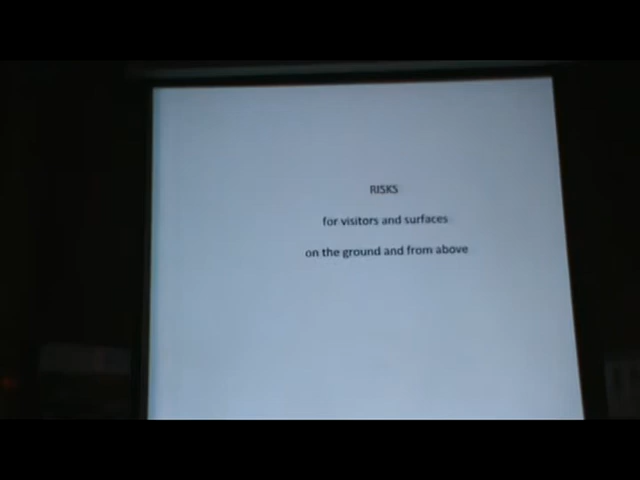 RISKS
for visitors and surfaces
on the ground and from above